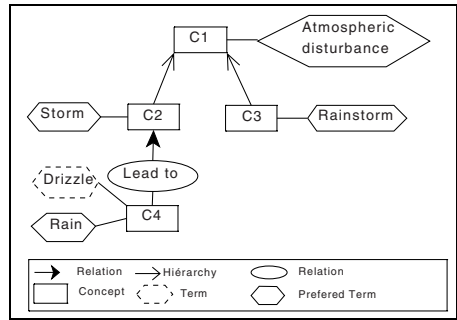 C1
Atmospheric
disturbance
Storm
C2
C3
Rainstorm
Drizzle
Lead to
Rain
C4
Relation
Hiérarchy
Relation
Concept
Term
Prefered Term